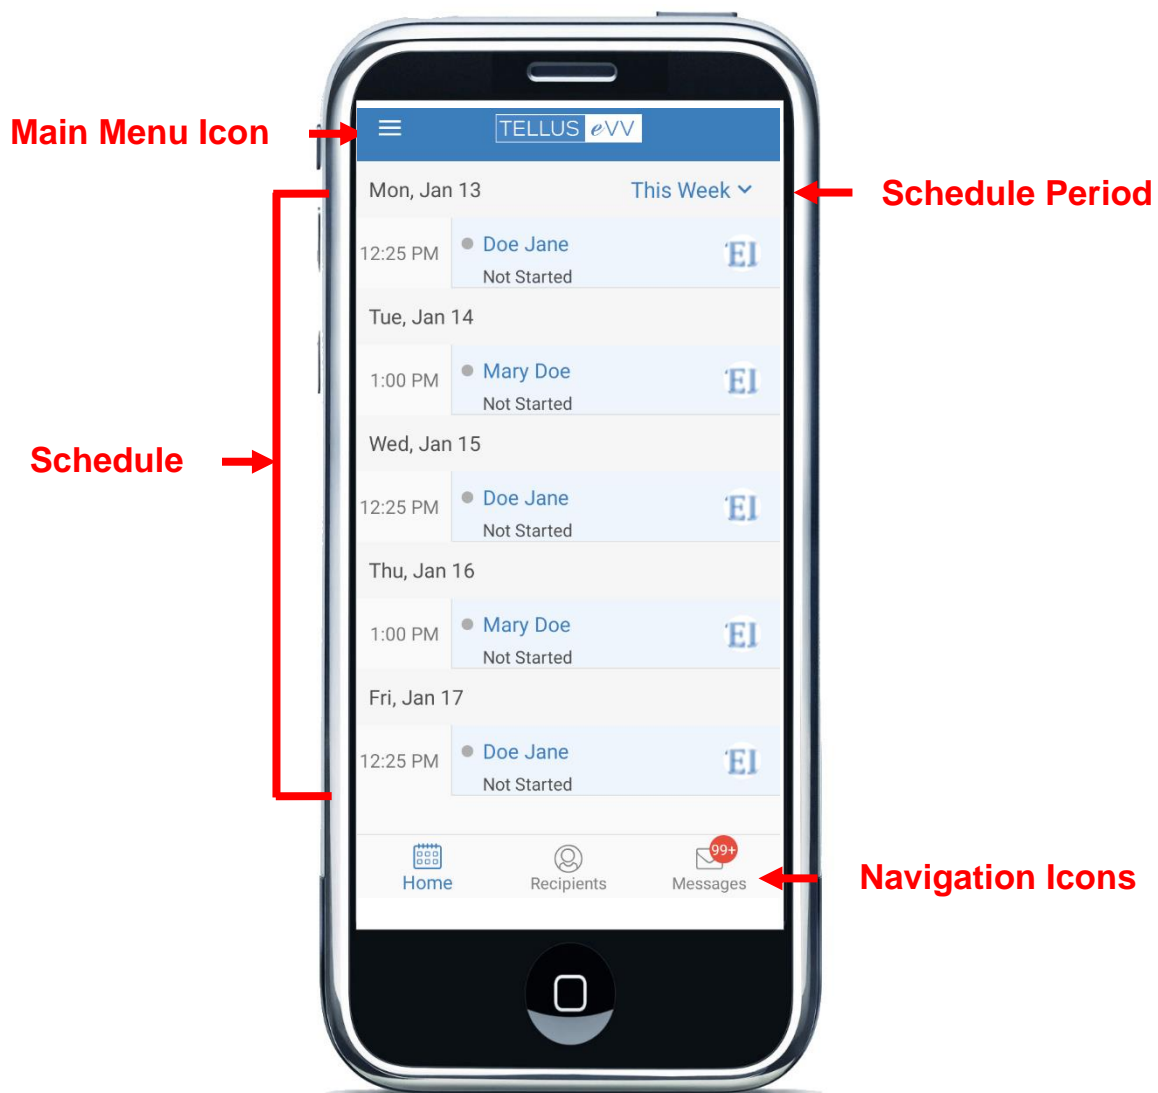 Main Menu Icon
TELLUS eVV
Mon, Jan 13
This Week
Schedule Period
12:25 PM
Doe Jane
EI
Not Started
Tue, Jan 14
1:00 PM
Mary Doe
EI
Not Started
Wed, Jan 15
Schedule
12:25 PM
Doe Jane
EI
Not Started
Thu, Jan 16
1:00 PM
Mary Doe
EI
Not Started
Fri, Jan 17
12:25 PM
Doe Jane
EI
Not Started
99+
Home
Recipients
Messages
Navigation Icons